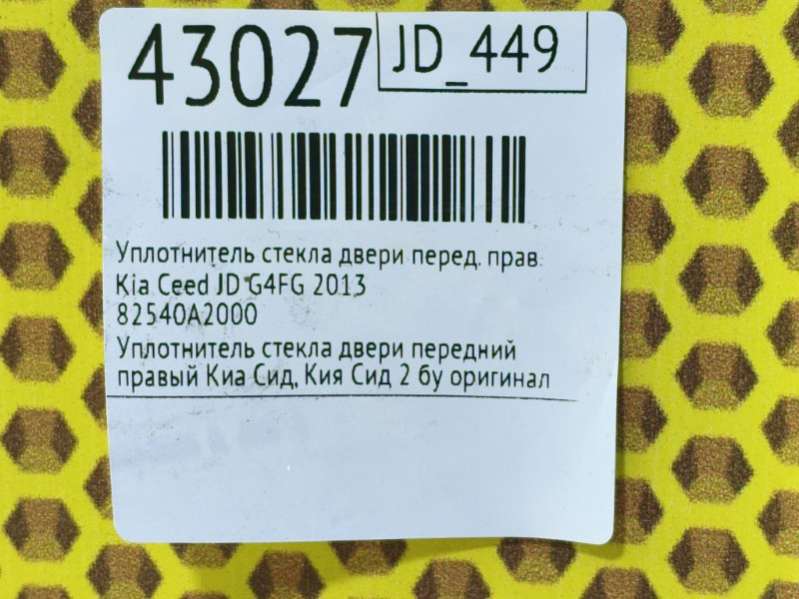 43027
JD_449
Уплотнитель стекла двери перед. прав.
Kia Ceed JD G4FG 2013
82540A2000
Уплотнитель стекла двери передний
правый Киа Сид, Кия Сид 2 бу оригинал